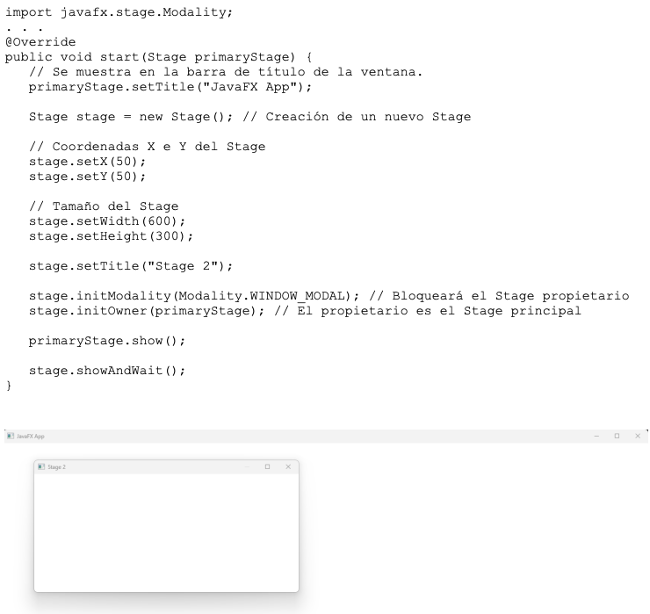 import javafx.stage.Modality;
. . .
@Override
public void start(Stage primaryStage) {
// Se muestra en la barra de título de la ventana.
primaryStage.setTitle("JavaFX App");
Stage stage = new Stage(); // Creación de un nuevo Stage
// Coordenadas X e Y del Stage
stage.setX(50);
stage.setY(50);
// Tamaño del Stage
stage.setWidth(600);
stage.setHeight(300);
stage.setTitle("Stage 2");
stage.initModality(Modality.WINDOW_MODAL); // Bloqueará el Stage propietario
stage.initOwner(primaryStage); // El propietario es el Stage principal
primaryStage.show();
stage.showAndWait();
}
JavaFX App
Stage 2